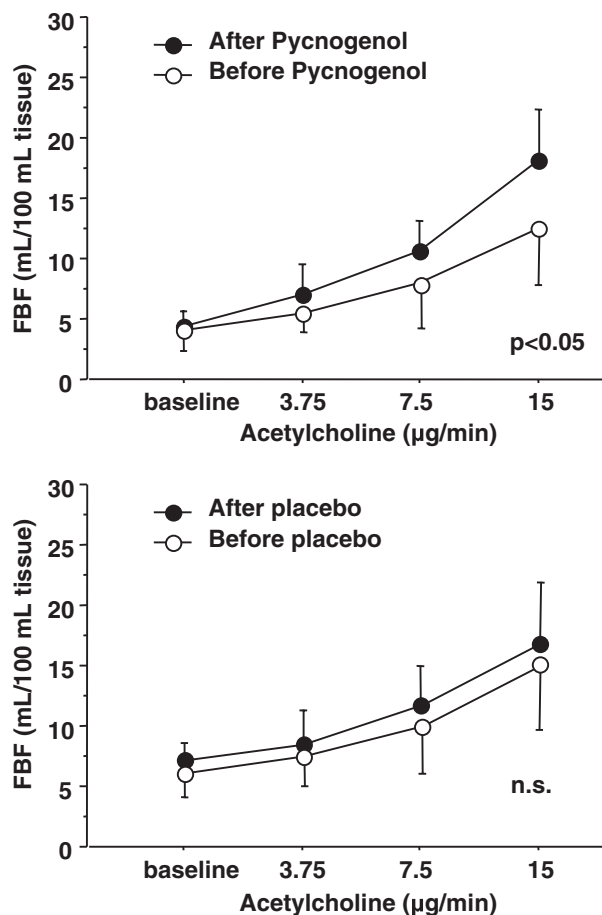 30
After Pycnogenol
Before Pycnogenol
25
20
15
10
5
0
FBF (mL/100 mL tissue)
p<0.05
baseline 3.75 7.5 15
Acetylcholine (µg/min)
30
After placebo
Before placebo
25
20
15
10
5
0
FBF (mL/100 mL tissue)
n.s.
baseline 3.75 7.5 15
Acetylcholine (µg/min)